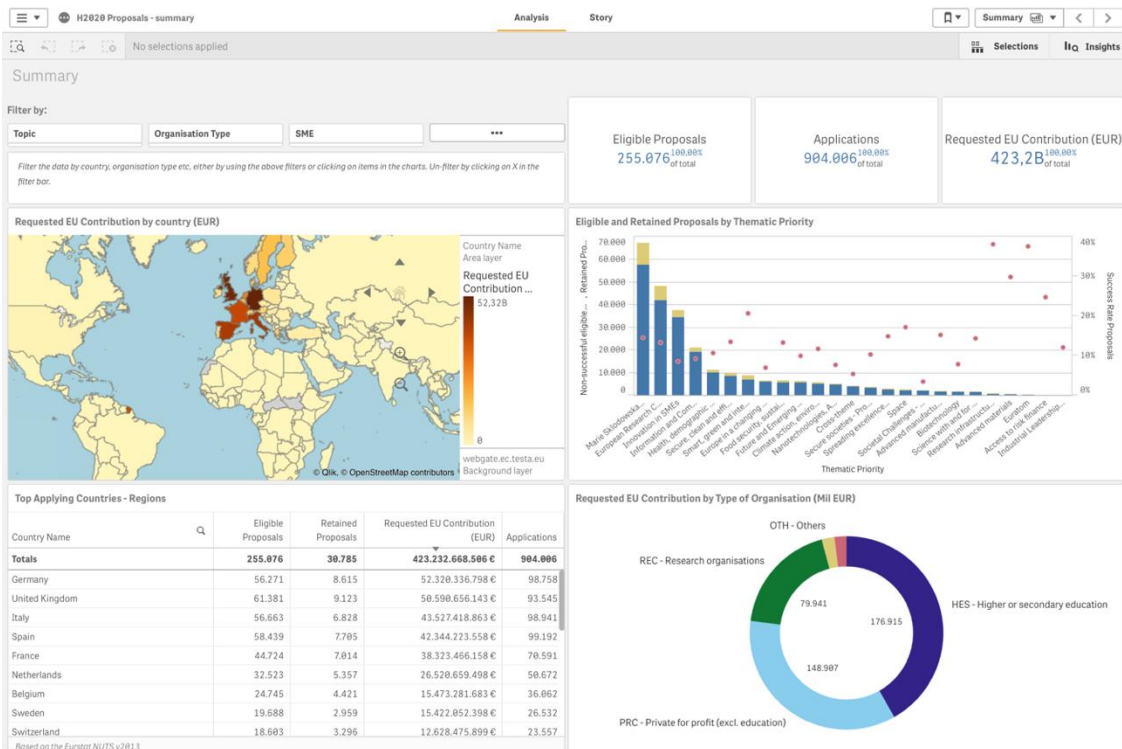 H2020 Proposals - summary
Analysis
Story
Summary
No selections applied
Selections
Insights
Summary
Filter by:
Topic
Organisation Type
SME
•••
Filter the data by country, organisation type etc, either by using the above filters or clicking on items in the charts. Un-filter by clicking on X in the
filter bar.
Eligible Proposals
255.076 100,00%
of total
Applications
904.006 100,00%
of total
Requested EU Contribution (EUR)
423,2B 100,00%
of total
Requested EU Contribution by country (EUR)
Country Name
Area layer
Requested EU
Contribution ...
52,32B
0
webgate.ec.testa.eu
Background layer
© Qlik, © OpenStreetMap contributors
Eligible and Retained Proposals by Thematic Priority
Non-successful eligible ... , Retained Pro...
70.000
60.000
50.000
40.000
30.000
20.000
10.000
0
40%
30%
20%
10%
0%
Success Rate Proposals
Marie Sklodowska...
European Research C...
Innovation in SMEs
Information and Com...
Health, demographic ...
Secure, clean and effi...
Smart, green and inte...
Europe in a changing ...
Food security, sustai...
Future and Emerging ...
Climate action, enviro...
Nanotechnologies, A...
Cross-theme
Secure societies - Pro...
Spreading excellence...
Space
Societal Challenges - ...
Advanced manufactu...
Biotechnology
Science with and for ...
Research infrastructu...
Advanced materials
Euratom
Access to risk finance
Industrial Leadership...
Thematic Priority
Top Applying Countries - Regions
Country Name
Eligible
Proposals
Retained
Proposals
Requested EU Contribution
(EUR)
Applications
Totals 255.076 30.785 423.232.668.506 € 904.006
Germany 56.271 8.615 52.320.336.798 € 98.758
United Kingdom 61.381 9.123 50.590.656.143 € 93.545
Italy 56.663 6.828 43.527.418.863 € 98.941
Spain 58.439 7.705 42.344.223.558 € 99.192
France 44.724 7.014 38.323.466.158 € 70.591
Netherlands 32.523 5.357 26.520.659.498 € 50.672
Belgium 24.745 4.421 15.473.281.683 € 36.062
Sweden 19.688 2.959 15.422.052.398 € 26.532
Switzerland 18.603 3.296 12.628.475.899 € 23.557
Based on the Eurstat NUTS v2013
Requested EU Contribution by Type of Organisation (Mil EUR)
OTH - Others
REC - Research organisations
79.941
176.915
HES - Higher or secondary education
148.907
PRC - Private for profit (excl. education)